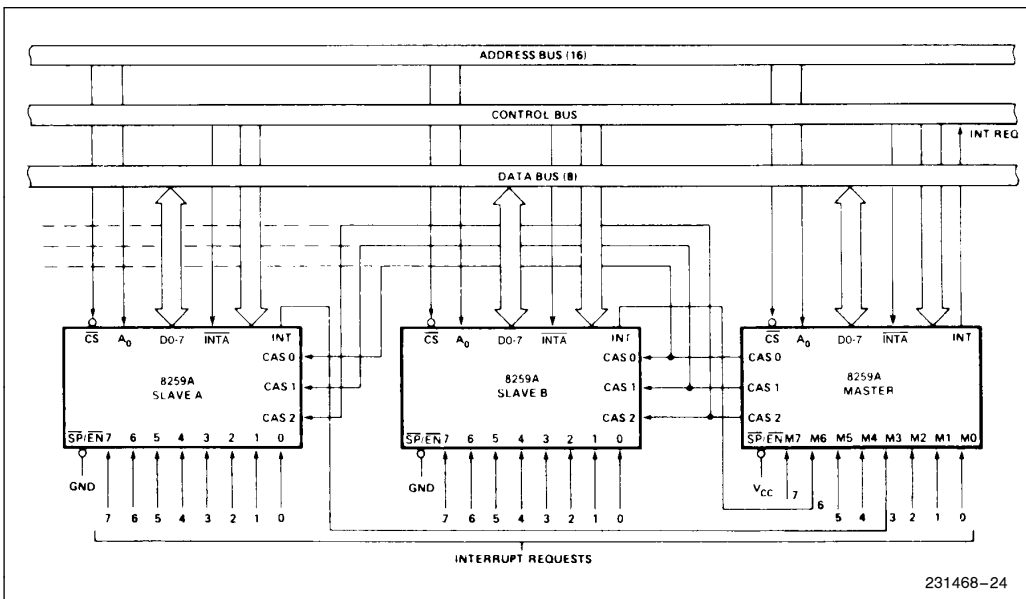 ADDRESS BUS (16)
CONTROL BUS
INT REQ
DATA BUS (8)
CS A0 D0-7 INTA INT
CAS 0
8259A
SLAVE A
CAS 1
CAS 2
SP/EN 7 6 5 4 3 2 1 0
GND
7 6 5 4 3 2 1 0
CS A0 D0-7 INTA INT
CAS 0
8259A
SLAVE B
CAS 1
CAS 2
SP/EN 7 6 5 4 3 2 1 0
GND
7 6 5 4 3 2 1 0
CS A0 D0-7 INTA INT
CAS 0
8259A
MASTER
CAS 1
CAS 2
SP/EN M7 M6 M5 M4 M3 M2 M1 M0
VCC
7 6 5 4 3 2 1 0
INTERRUPT REQUESTS
231468-24